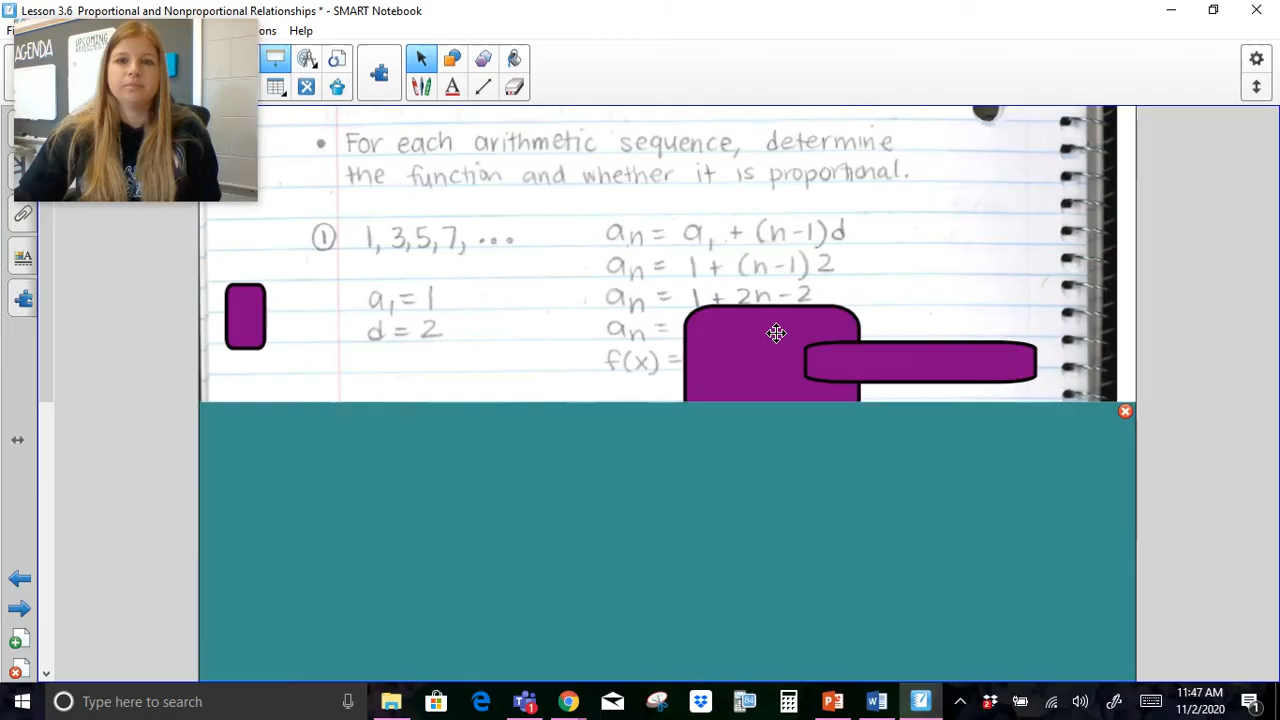 Lesson 3.6 Proportional and Nonproportional Relationships * - SMART Notebook
Help
AGENDA
UPCOMING
• For each arithmetic sequence, determine
the function and whether it is proportional.
① 1, 3, 5, 7, ...
aₙ = a₁ + (n-1)d
aₙ = 1 + (n-1) 2
a₁ = 1
aₙ = 1 + 2n - 2
d = 2
aₙ =
f(x) =
Type here to search
11:47 AM
11/2/2020